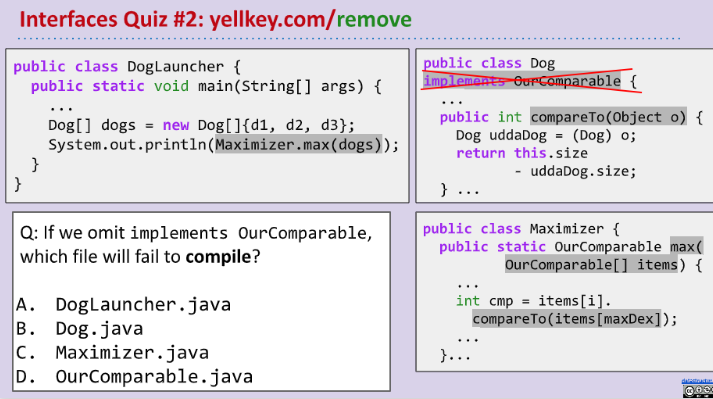 Interfaces Quiz #2: yellkey.com/remove
public class DogLauncher {
public static void main(String[] args) {
...
Dog[] dogs = new Dog[]{d1, d2, d3};
System.out.println(Maximizer.max(dogs));
}
}
public class Dog
implements OurComparable {
...
public int compareTo(Object o) {
Dog uddaDog = (Dog) o;
return this.size
- uddaDog.size;
} ...
Q: If we omit implements OurComparable,
which file will fail to compile?
A. DogLauncher.java
B. Dog.java
C. Maximizer.java
D. OurComparable.java
public class Maximizer {
public static OurComparable max(
OurComparable[] items) {
...
int cmp = items[i].
compareTo(items[maxDex]);
...
}...